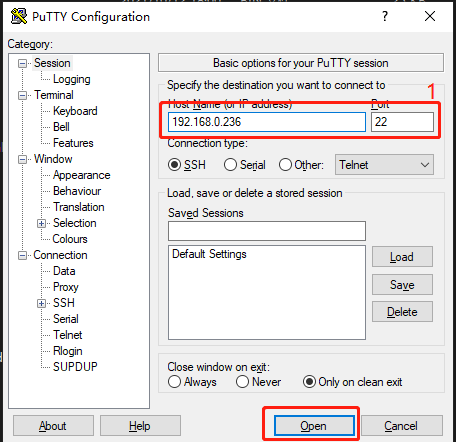 PuTTY Configuration
Category:
Session
Logging
Terminal
Keyboard
Bell
Features
Window
Appearance
Behaviour
Translation
Selection
Colours
Connection
Data
Proxy
SSH
Serial
Telnet
Rlogin
SUPDUP
Basic options for your PuTTY session
Specify the destination you want to connect to
1
Host Name (or IP address) Port
192.168.0.236 22
Connection type:
SSH Serial Other: Telnet
Load, save or delete a stored session
Saved Sessions
Default Settings
Load
Save
Delete
Close window on exit:
Always Never Only on clean exit
About Help Open Cancel